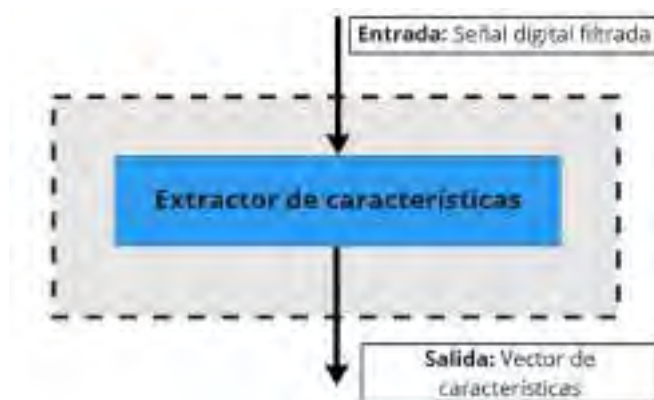 Entrada: Señal digital filtrada
Extractor de características
Salida: Vector de
características